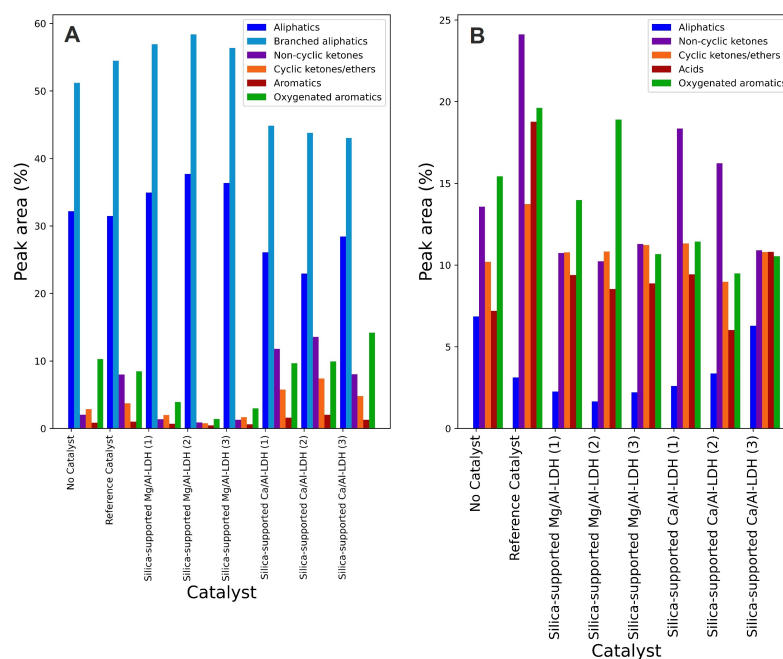 A
Aliphatics
Branched aliphatics
Non-cyclic ketones
Cyclic ketones/ethers
Aromatics
Oxygenated aromatics
60
50
40
30
20
10
0
Peak area (%)
No Catalyst
Reference Catalyst
Silica-supported Mg/Al-LDH (1)
Silica-supported Mg/Al-LDH (2)
Silica-supported Mg/Al-LDH (3)
Silica-supported Ca/Al-LDH (1)
Silica-supported Ca/Al-LDH (2)
Silica-supported Ca/Al-LDH (3)
Catalyst
B
Aliphatics
Non-cyclic ketones
Cyclic ketones/ethers
Acids
Oxygenated aromatics
25
20
15
10
5
0
Peak area (%)
No Catalyst
Reference Catalyst
Silica-supported Mg/Al-LDH (1)
Silica-supported Mg/Al-LDH (2)
Silica-supported Mg/Al-LDH (3)
Silica-supported Ca/Al-LDH (1)
Silica-supported Ca/Al-LDH (2)
Silica-supported Ca/Al-LDH (3)
Catalyst